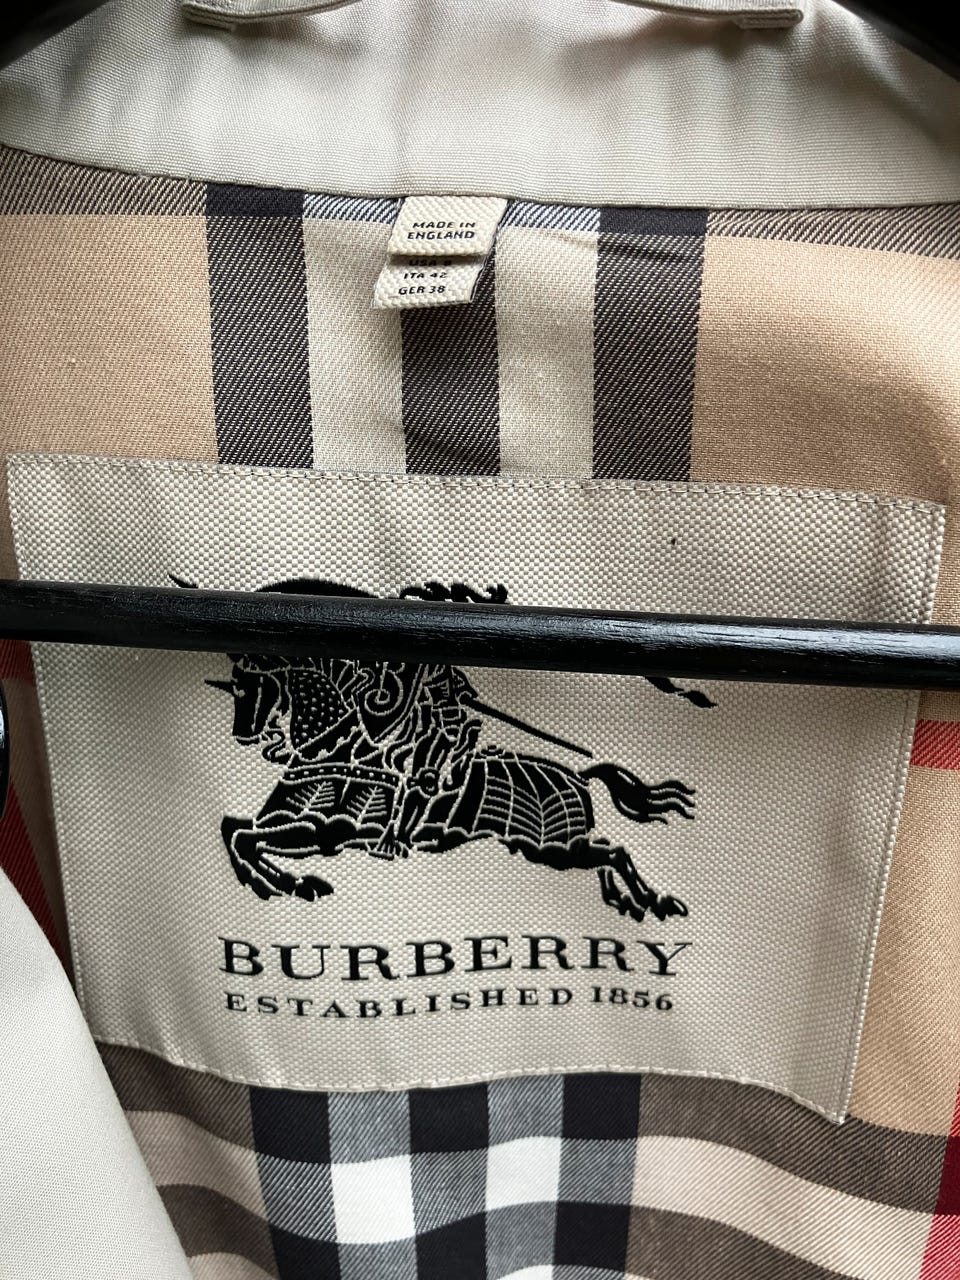 MADE IN
ENGLAND
USA 8
ITA 42
GER 38
BURBERRY
ESTABLISHED 1856